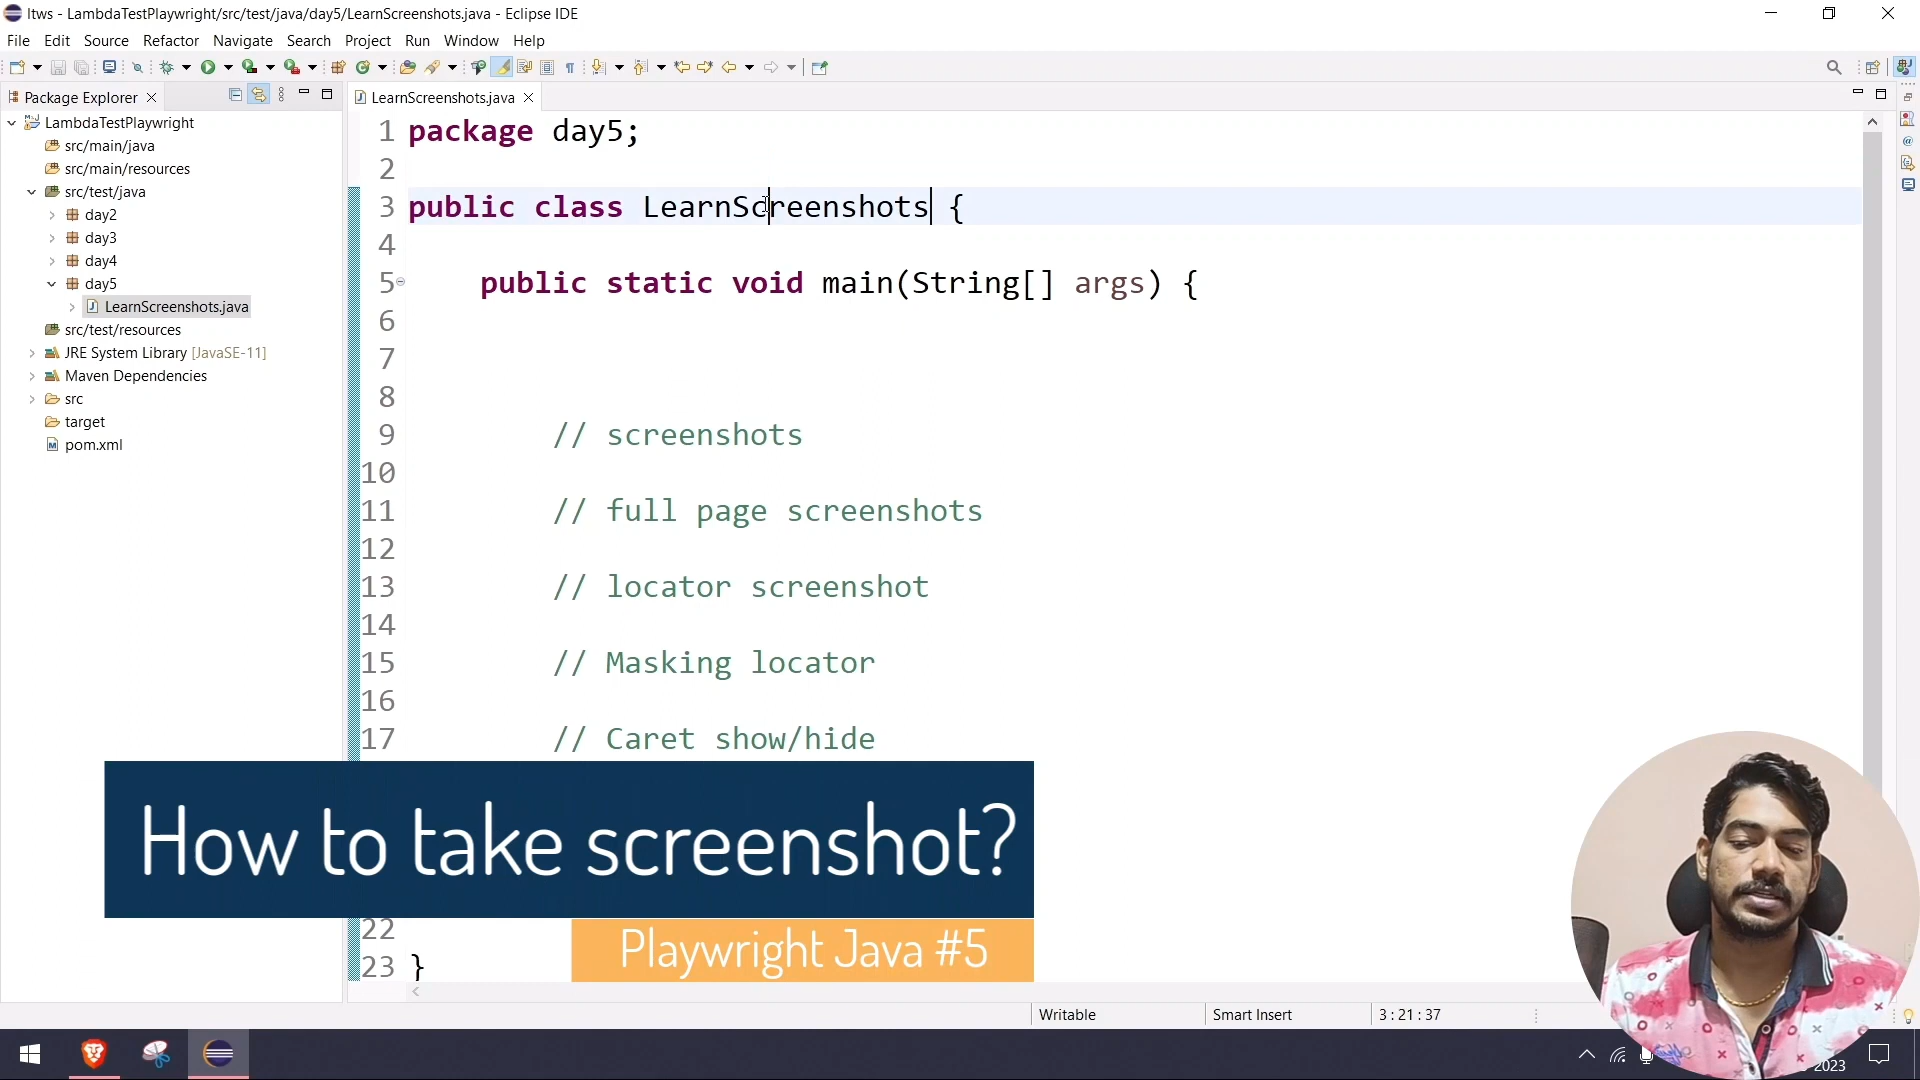 ltws - LambdaTestPlaywright/src/test/java/day5/LearnScreenshots.java - Eclipse IDE
File Edit Source Refactor Navigate Search Project Run Window Help
Package Explorer
LearnScreenshots.java
LambdaTestPlaywright
src/main/java
src/main/resources
src/test/java
day2
day3
day4
day5
LearnScreenshots.java
src/test/resources
JRE System Library [JavaSE-11]
Maven Dependencies
src
target
pom.xml
1 package day5;
2
3 public class LearnScreenshots {
4
5 public static void main(String[] args) {
6
7
8
9 // screenshots
10
11 // full page screenshots
12
13 // locator screenshot
14
15 // Masking locator
16
17 // Caret show/hide
How to take screenshot?
22
Playwright Java #5
23 }
Writable Smart Insert 3 : 21 : 37
2023